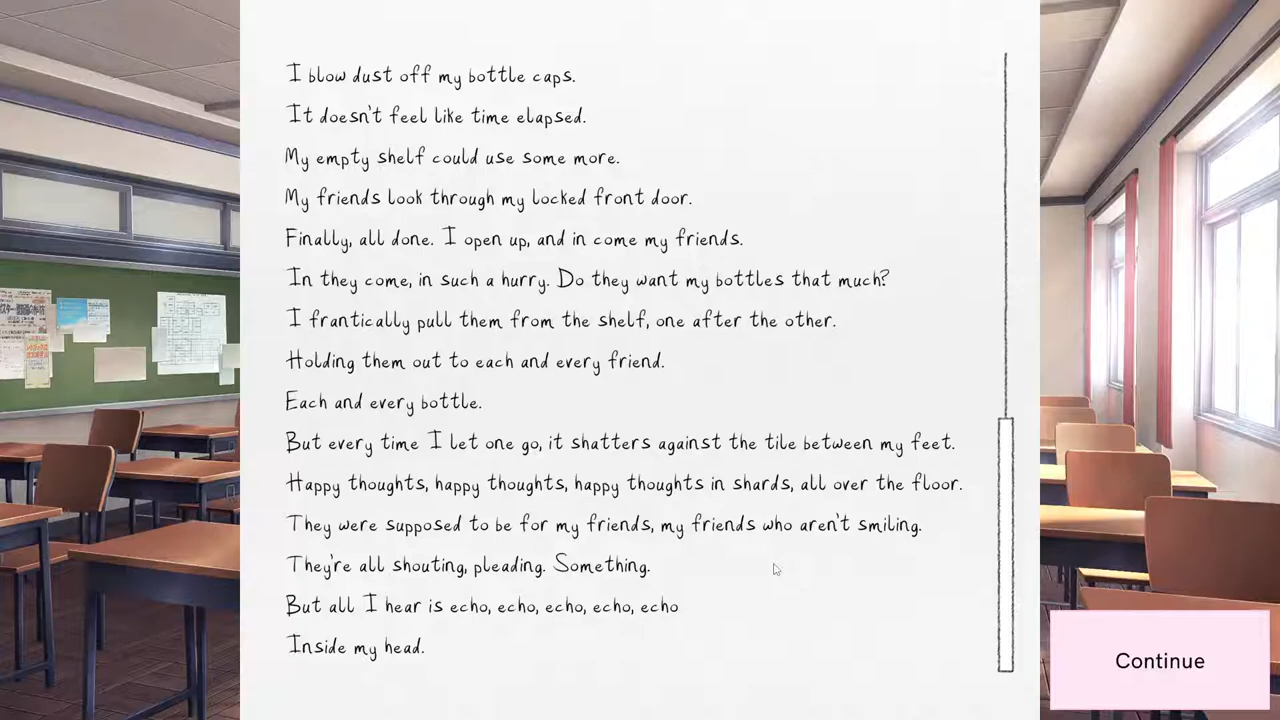 I blow dust off my bottle caps.
It doesn't feel like time elapsed.
My empty shelf could use some more.
My friends look through my locked front door.
Finally, all done. I open up, and in come my friends.
In they come, in such a hurry. Do they want my bottles that much?
I frantically pull them from the shelf, one after the other.
Holding them out to each and every friend.
Each and every bottle.
But every time I let one go, it shatters against the tile between my feet.
Happy thoughts, happy thoughts, happy thoughts in shards, all over the floor.
They were supposed to be for my friends, my friends who aren't smiling.
They're all shouting, pleading. Something.
But all I hear is echo, echo, echo, echo, echo
Inside my head.
Continue